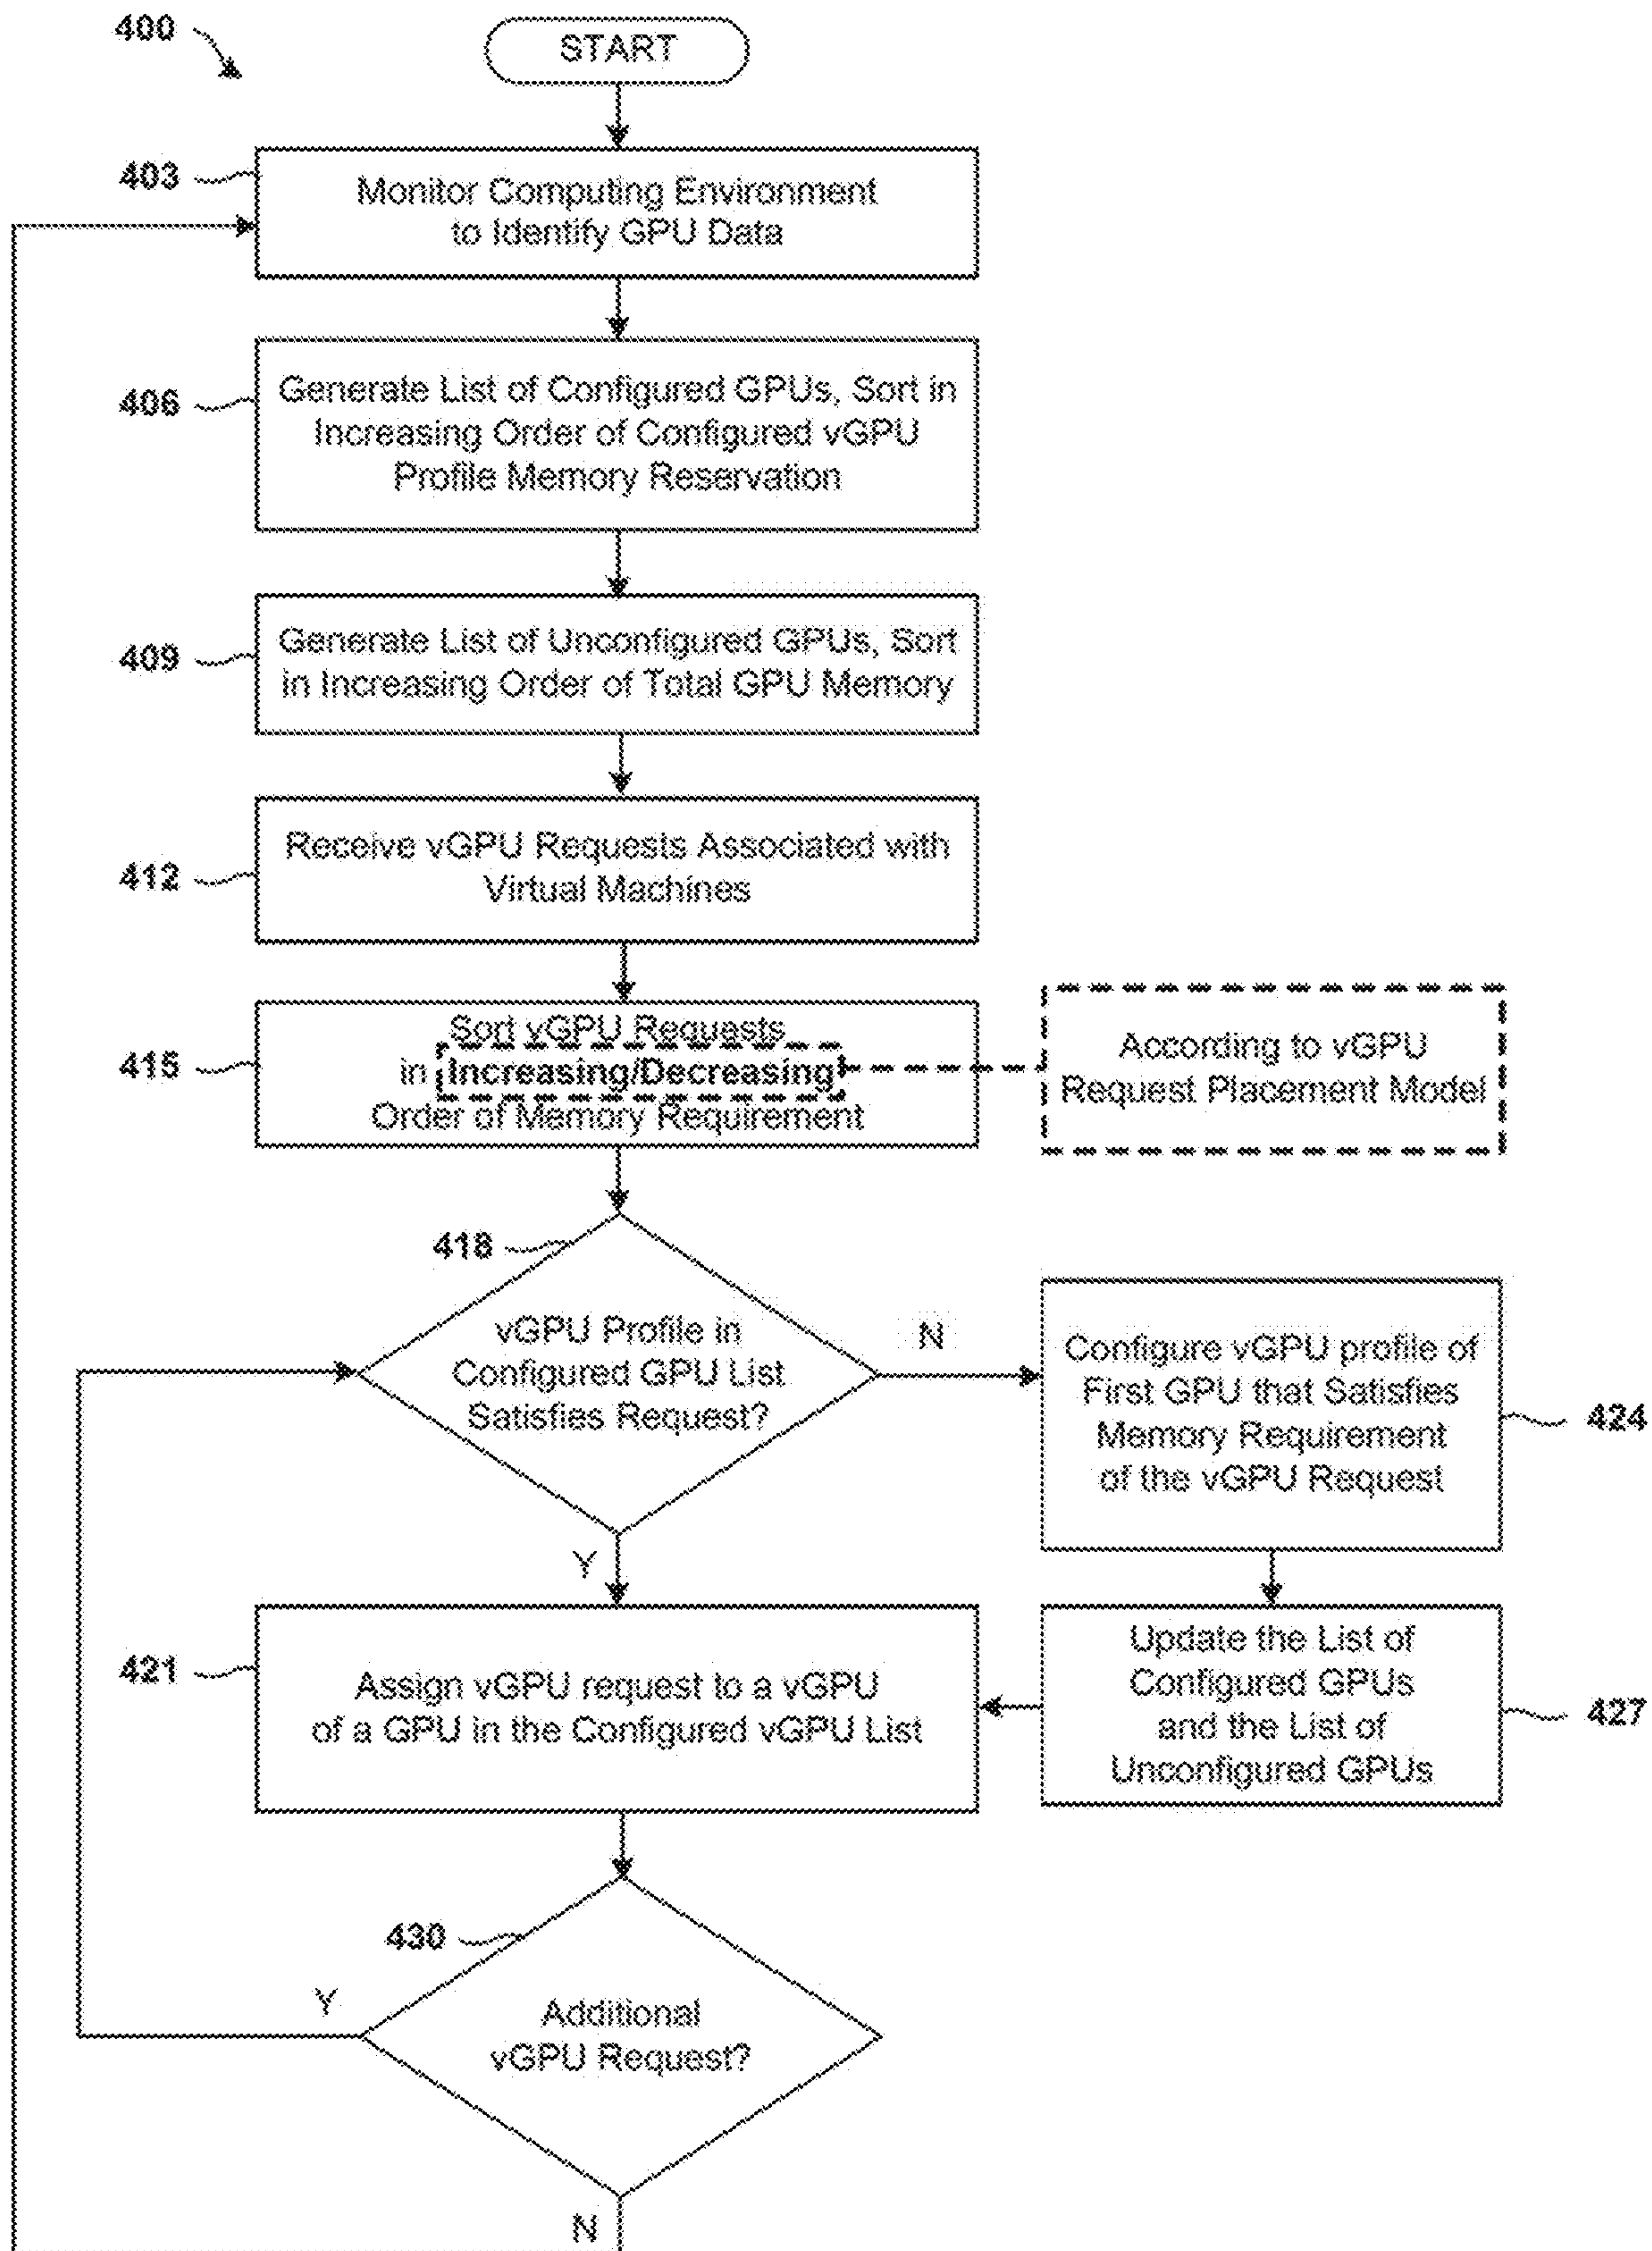 400
START
403
Monitor Computing Environment
to Identify GPU Data
406
Generate List of Configured GPUs, Sort in
Increasing Order of Configured vGPU
Profile Memory Reservation
409
Generate List of Unconfigured GPUs, Sort
in Increasing Order of Total GPU Memory
412
Receive vGPU Requests Associated with
Virtual Machines
415
Sort vGPU Requests
in Increasing/Decreasing
Order of Memory Requirement
According to vGPU
Request Placement Model
418
vGPU Profile in
Configured GPU List
Satisfies Request?
N
Configure vGPU profile of
First GPU that Satisfies
Memory Requirement
of the vGPU Request
424
Y
421
Assign vGPU request to a vGPU
of a GPU in the Configured vGPU List
Update the List of
Configured GPUs
and the List of
Unconfigured GPUs
427
430
Y
Additional
vGPU Request?
N